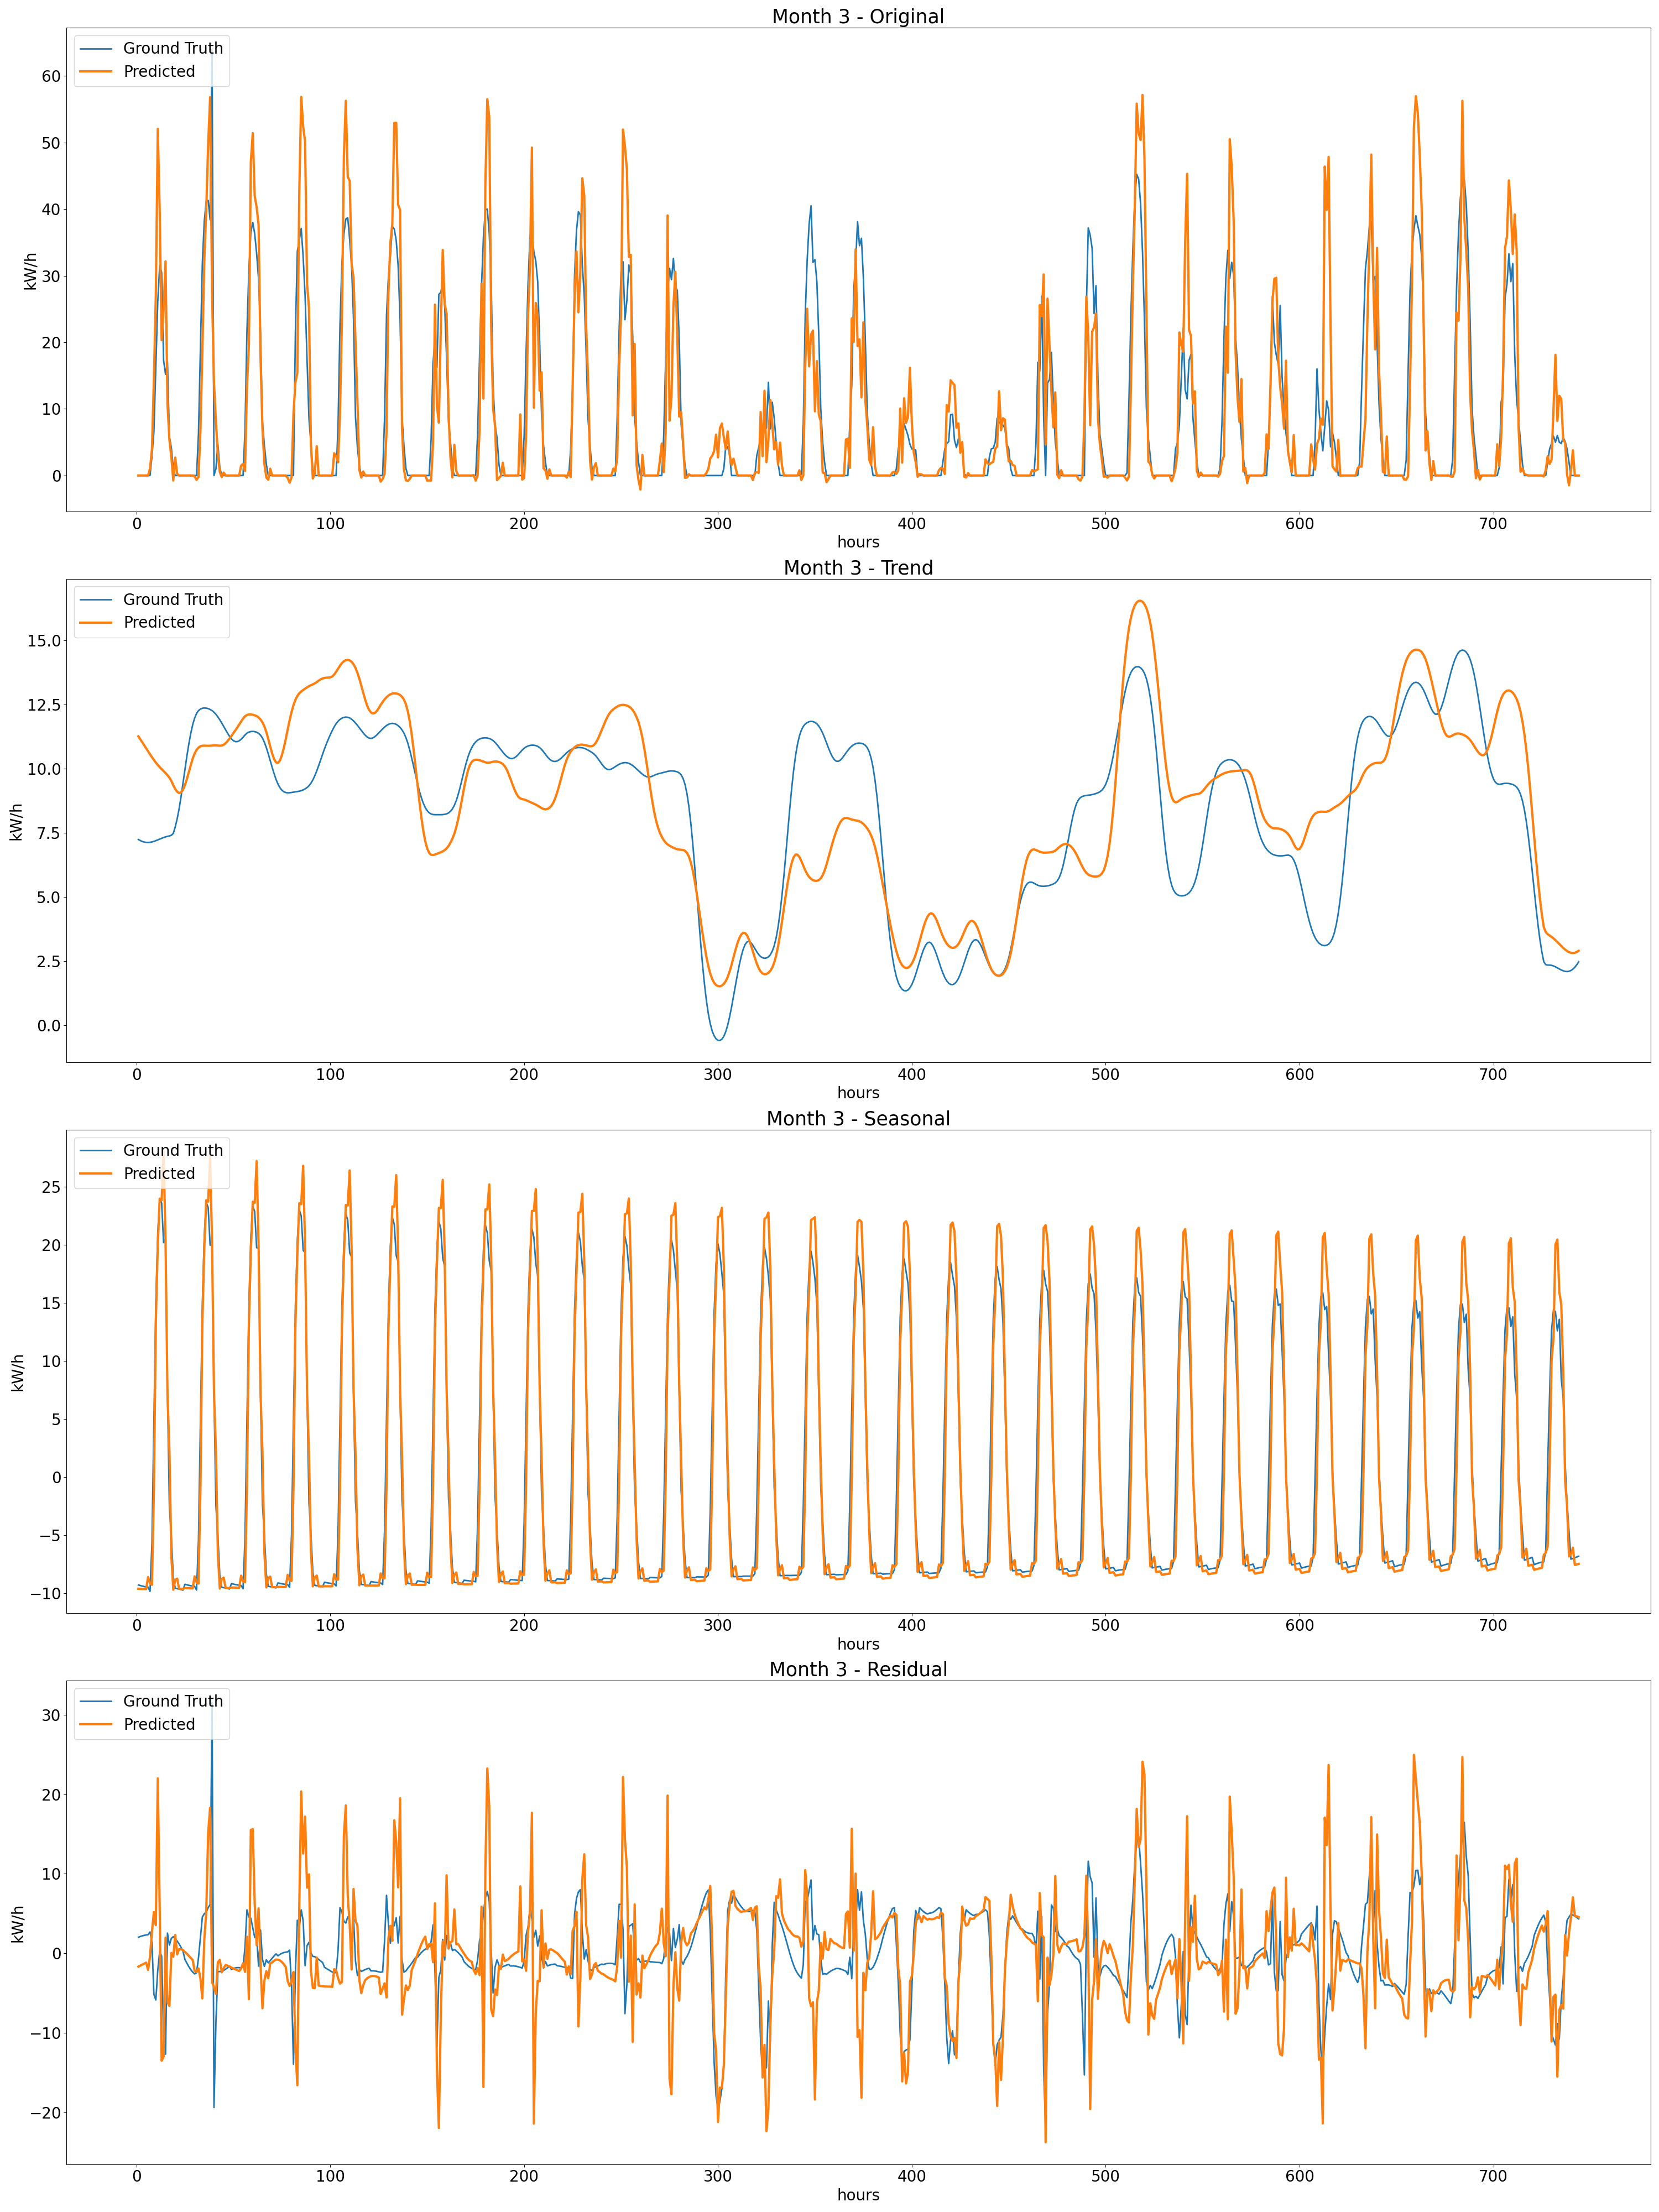 Month 3 - Original
Ground Truth
Predicted
60
50
40
30
20
10
0
kW/h
0 100 200 300 400 500 600 700
hours
Month 3 - Trend
Ground Truth
Predicted
15.0
12.5
10.0
7.5
5.0
2.5
0.0
kW/h
0 100 200 300 400 500 600 700
hours
Month 3 - Seasonal
Ground Truth
Predicted
25
20
15
10
5
0
−5
−10
kW/h
0 100 200 300 400 500 600 700
hours
Month 3 - Residual
Ground Truth
Predicted
30
20
10
0
−10
−20
kW/h
0 100 200 300 400 500 600 700
hours